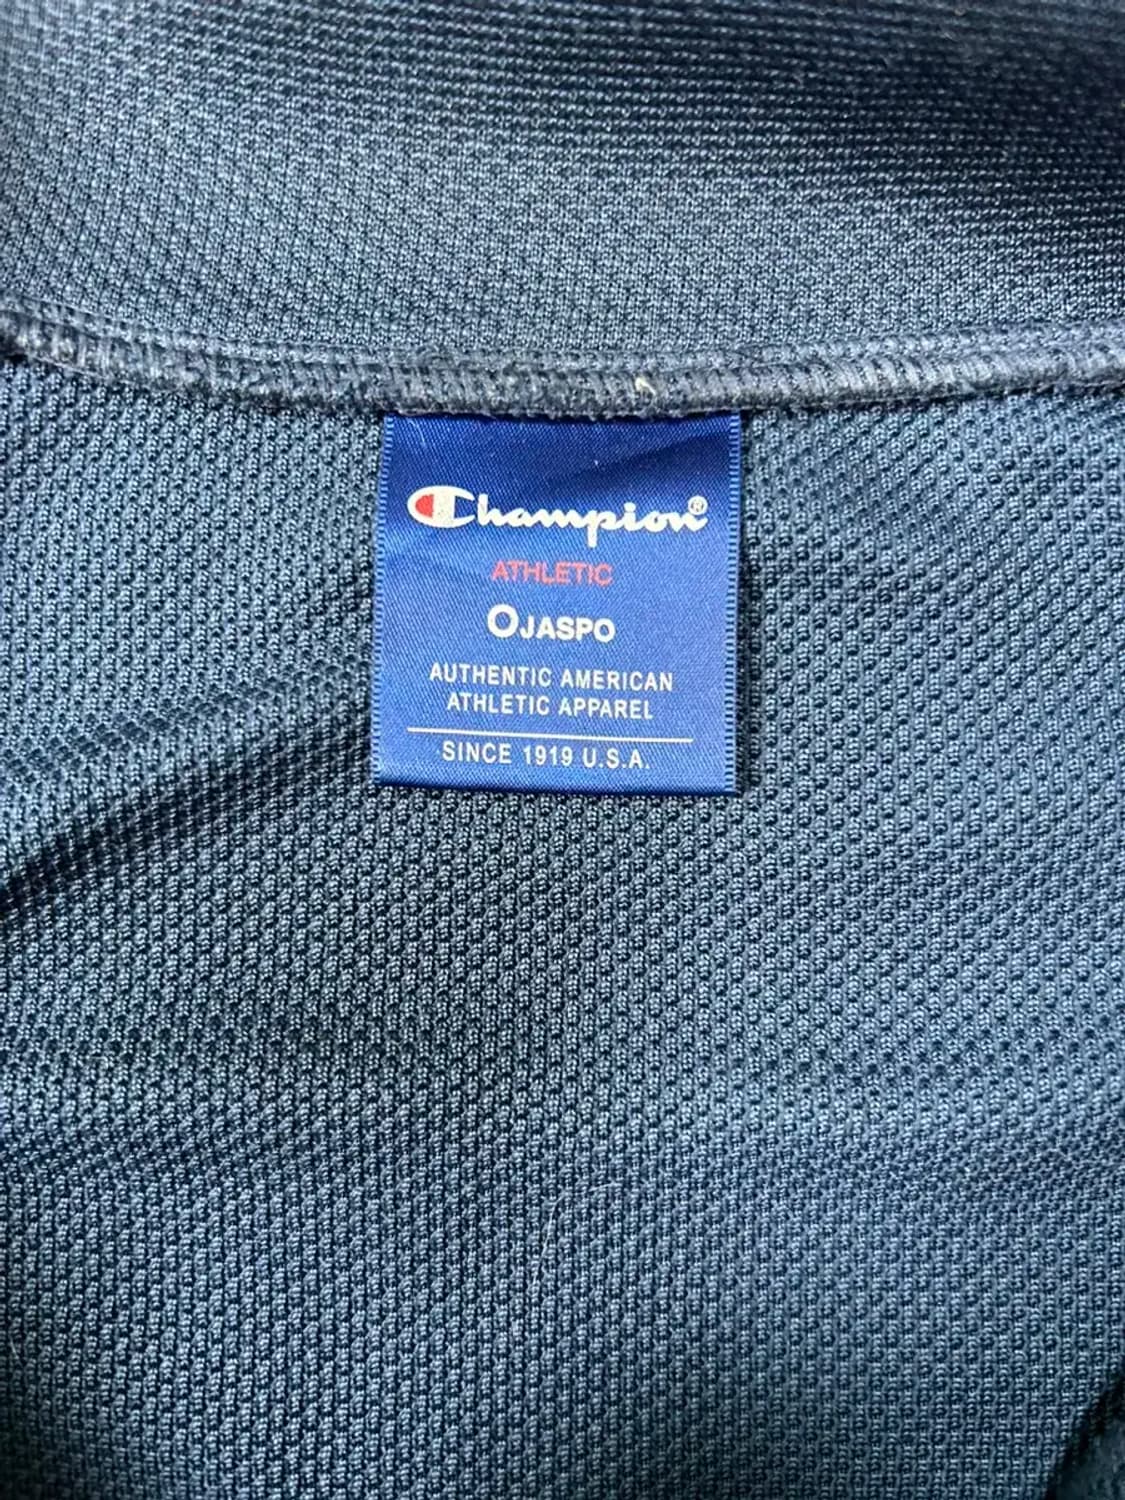 Champion®
ATHLETIC
OJASPO
AUTHENTIC AMERICAN
ATHLETIC APPAREL
SINCE 1919 U.S.A.